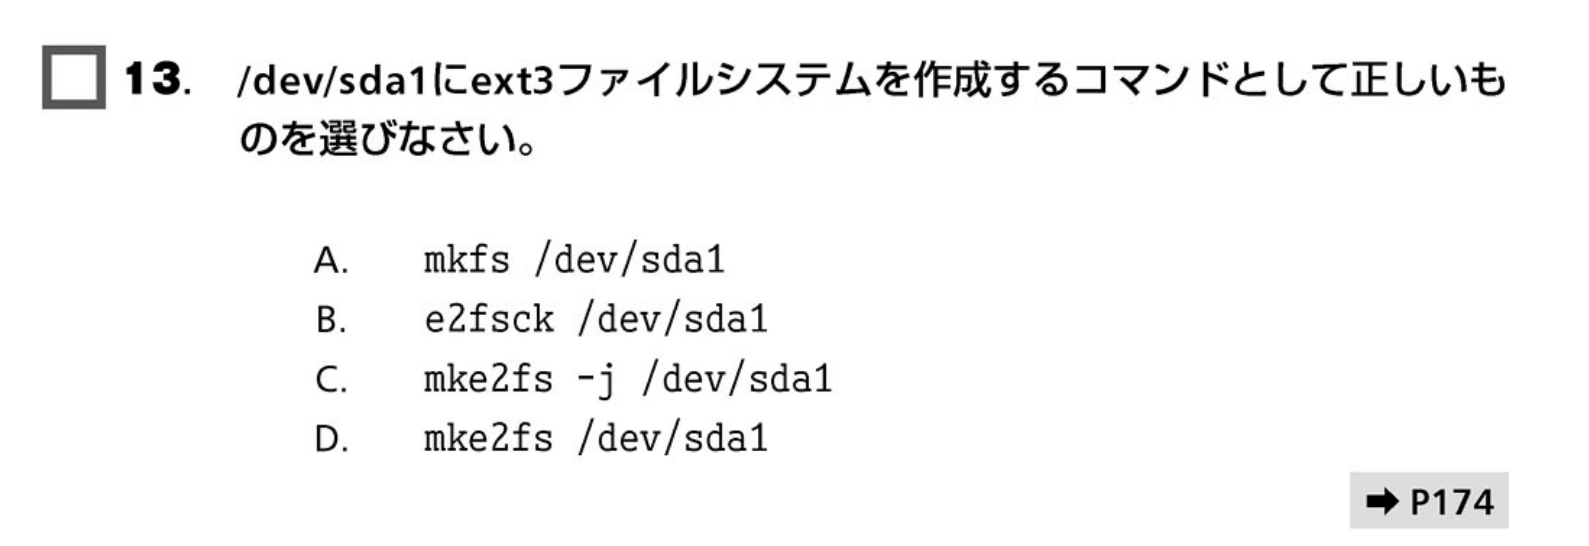 13. /dev/sda1にext3ファイルシステムを作成するコマンドとして正しいも
のを選びなさい。
A. mkfs /dev/sda1
B. e2fsck /dev/sda1
C. mke2fs -j /dev/sda1
D. mke2fs /dev/sda1
➡ P174